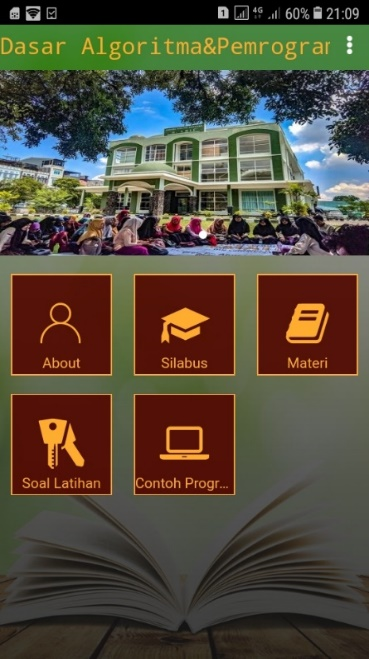 1 4G 60% 21:09
Dasar Algoritma&Pemrogram
About
Silabus
Materi
Soal Latihan
Contoh Progr...